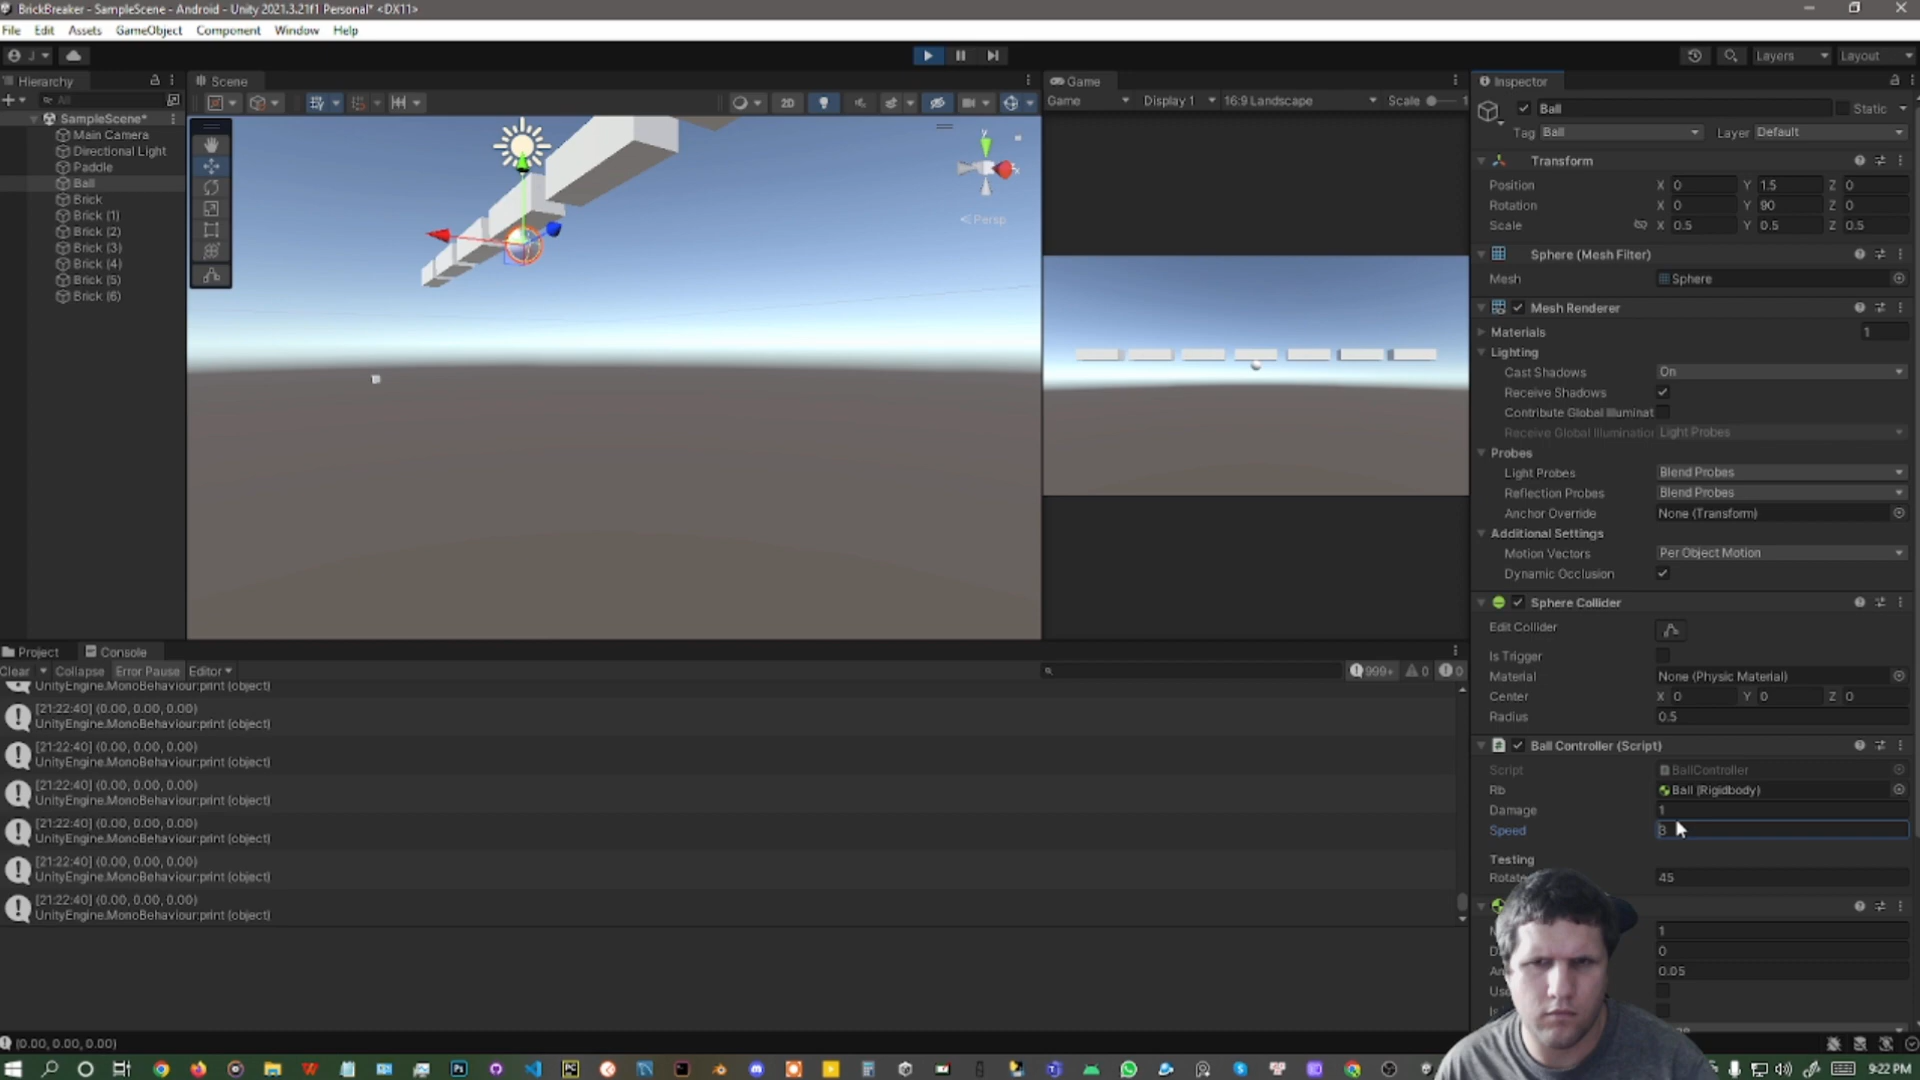 BrickBreaker - SampleScene - Android - Unity 2021.3.21f1 Personal* <DX11>
File Edit Assets GameObject Component Window Help
J Layers Layout
Hierarchy Scene Game Inspector
All 2D Game Display 1 16:9 Landscape Scale 1
Ball Static
SampleScene*
Tag Ball Layer Default
Main Camera
Directional Light
Paddle
Ball
Brick
Brick (1)
Brick (2)
Brick (3)
Brick (4)
Brick (5)
Brick (6)
y
x
Persp
Transform
Position X 0 Y 1.5 Z 0
Rotation X 0 Y 90 Z 0
Scale X 0.5 Y 0.5 Z 0.5
Sphere (Mesh Filter)
Mesh Sphere
Mesh Renderer
Materials 1
Lighting
Cast Shadows On
Receive Shadows
Contribute Global Illuminat
Receive Global Illumination Light Probes
Probes
Light Probes Blend Probes
Reflection Probes Blend Probes
Anchor Override None (Transform)
Additional Settings
Motion Vectors Per Object Motion
Dynamic Occlusion
Sphere Collider
Edit Collider
Is Trigger
Material None (Physic Material)
Center X 0 Y 0 Z 0
Radius 0.5
Ball Controller (Script)
Script BallController
Rb Ball (Rigidbody)
Damage 1
Speed 3
Testing
Rotate 45
1
0
0.05
Project Console
Clear Collapse Error Pause Editor 999+ 0 0
UnityEngine.MonoBehaviour:print (object)
[21:22:40] (0.00, 0.00, 0.00)
UnityEngine.MonoBehaviour:print (object)
[21:22:40] (0.00, 0.00, 0.00)
UnityEngine.MonoBehaviour:print (object)
[21:22:40] (0.00, 0.00, 0.00)
UnityEngine.MonoBehaviour:print (object)
[21:22:40] (0.00, 0.00, 0.00)
UnityEngine.MonoBehaviour:print (object)
[21:22:40] (0.00, 0.00, 0.00)
UnityEngine.MonoBehaviour:print (object)
[21:22:40] (0.00, 0.00, 0.00)
UnityEngine.MonoBehaviour:print (object)
(0.00, 0.00, 0.00)
9:22 PM